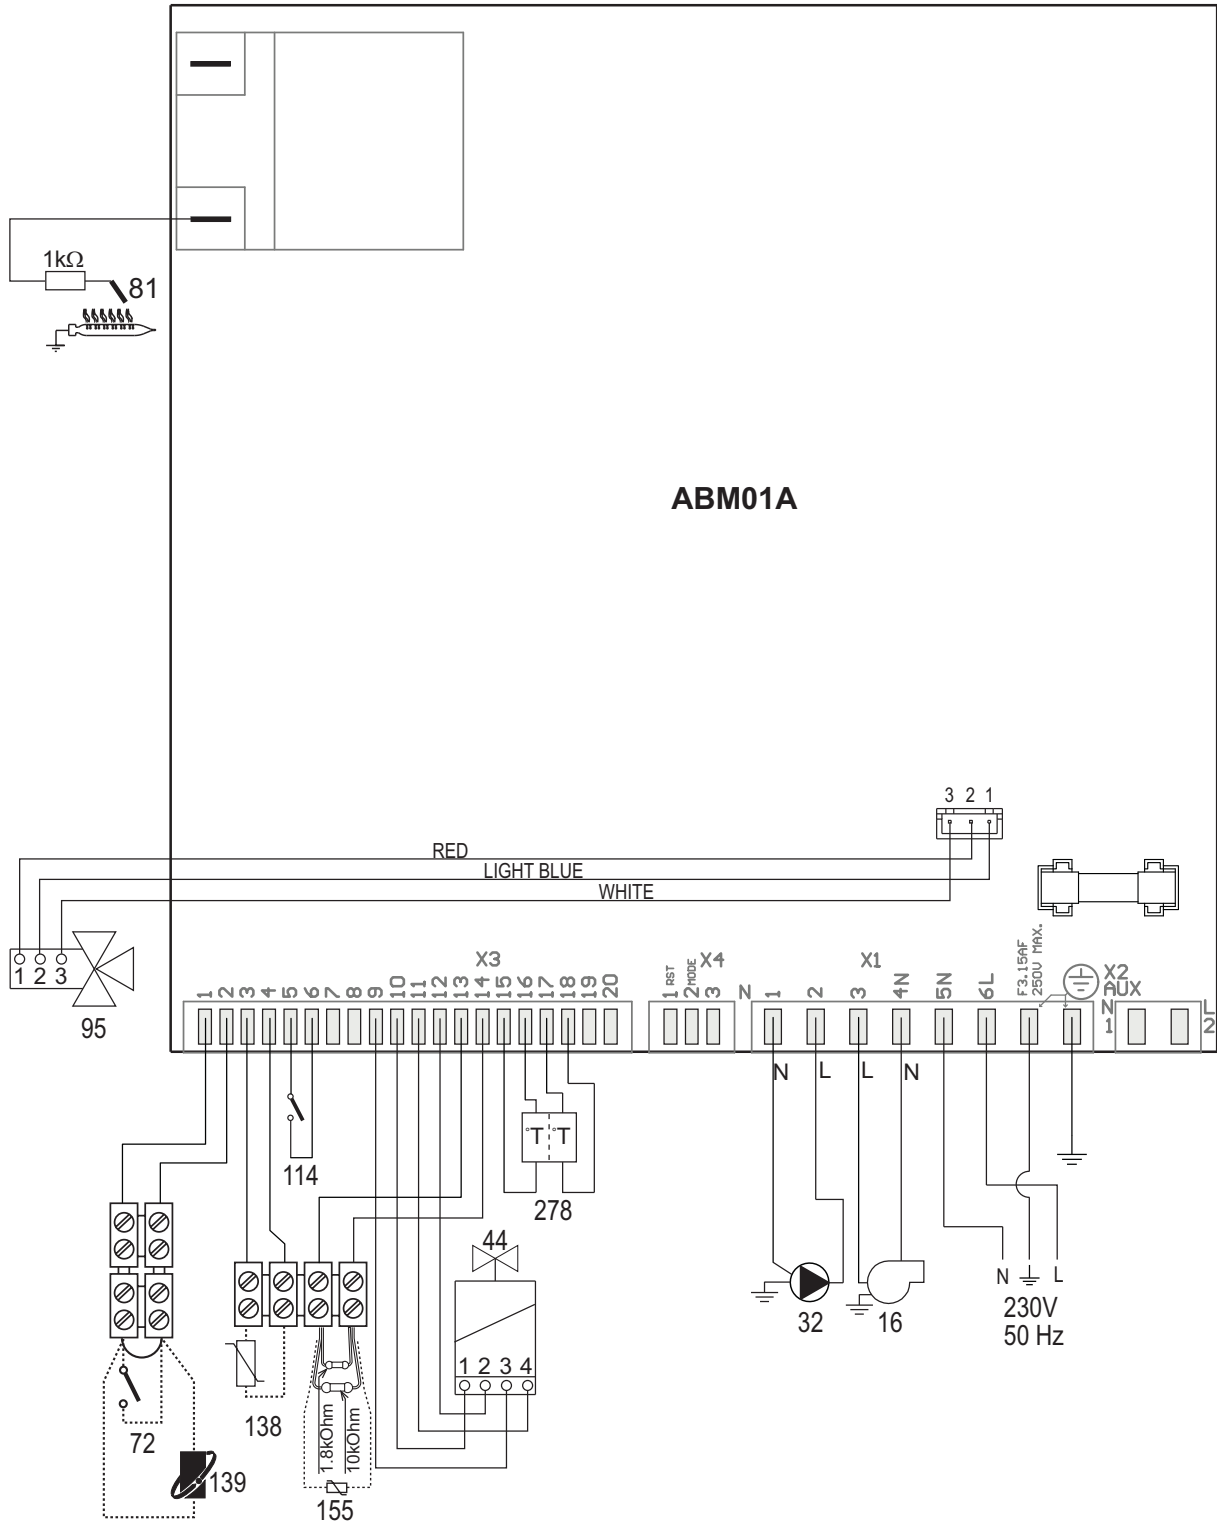 1kΩ
81
ABM01A
3 2 1
RED
LIGHT BLUE
WHITE
1 2 3
95
X3
1 2 3 4 5 6 7 8 9 10 11 12 13 14 15 16 17 18 19 20
X4
1 RST
2 MODE
3
X1
N 1 2 3 4N 5N 6L
F3.15AF
250V MAX.
X2
AUX
N
1
L
2
N L L N
114
°T °T
278
44
1 2 3 4
N L
230V
50 Hz
32
16
72
138
1.8kOhm
10kOhm
139
155